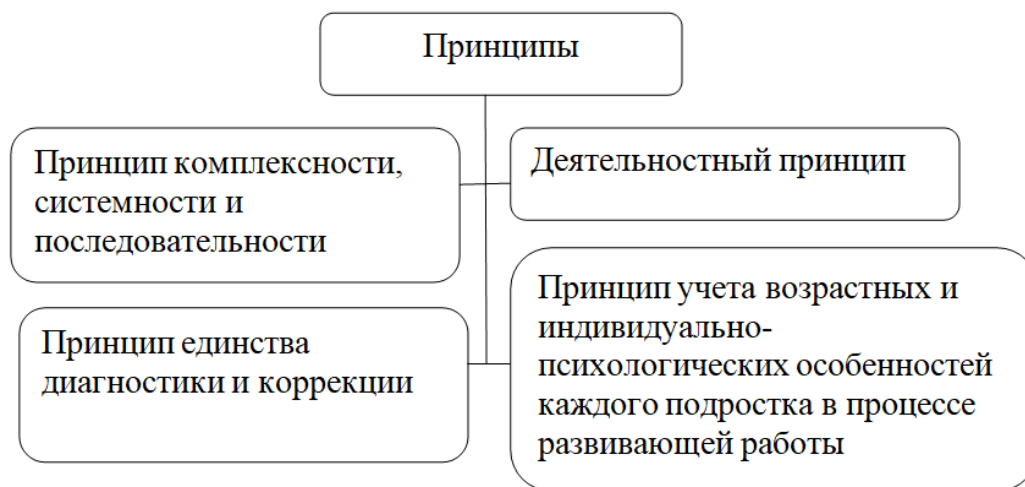 Принципы
Принцип комплексности,
системности и
последовательности
Деятельностный принцип
Принцип единства
диагностики и коррекции
Принцип учета возрастных и
индивидуально-
психологических особенностей
каждого подростка в процессе
развивающей работы